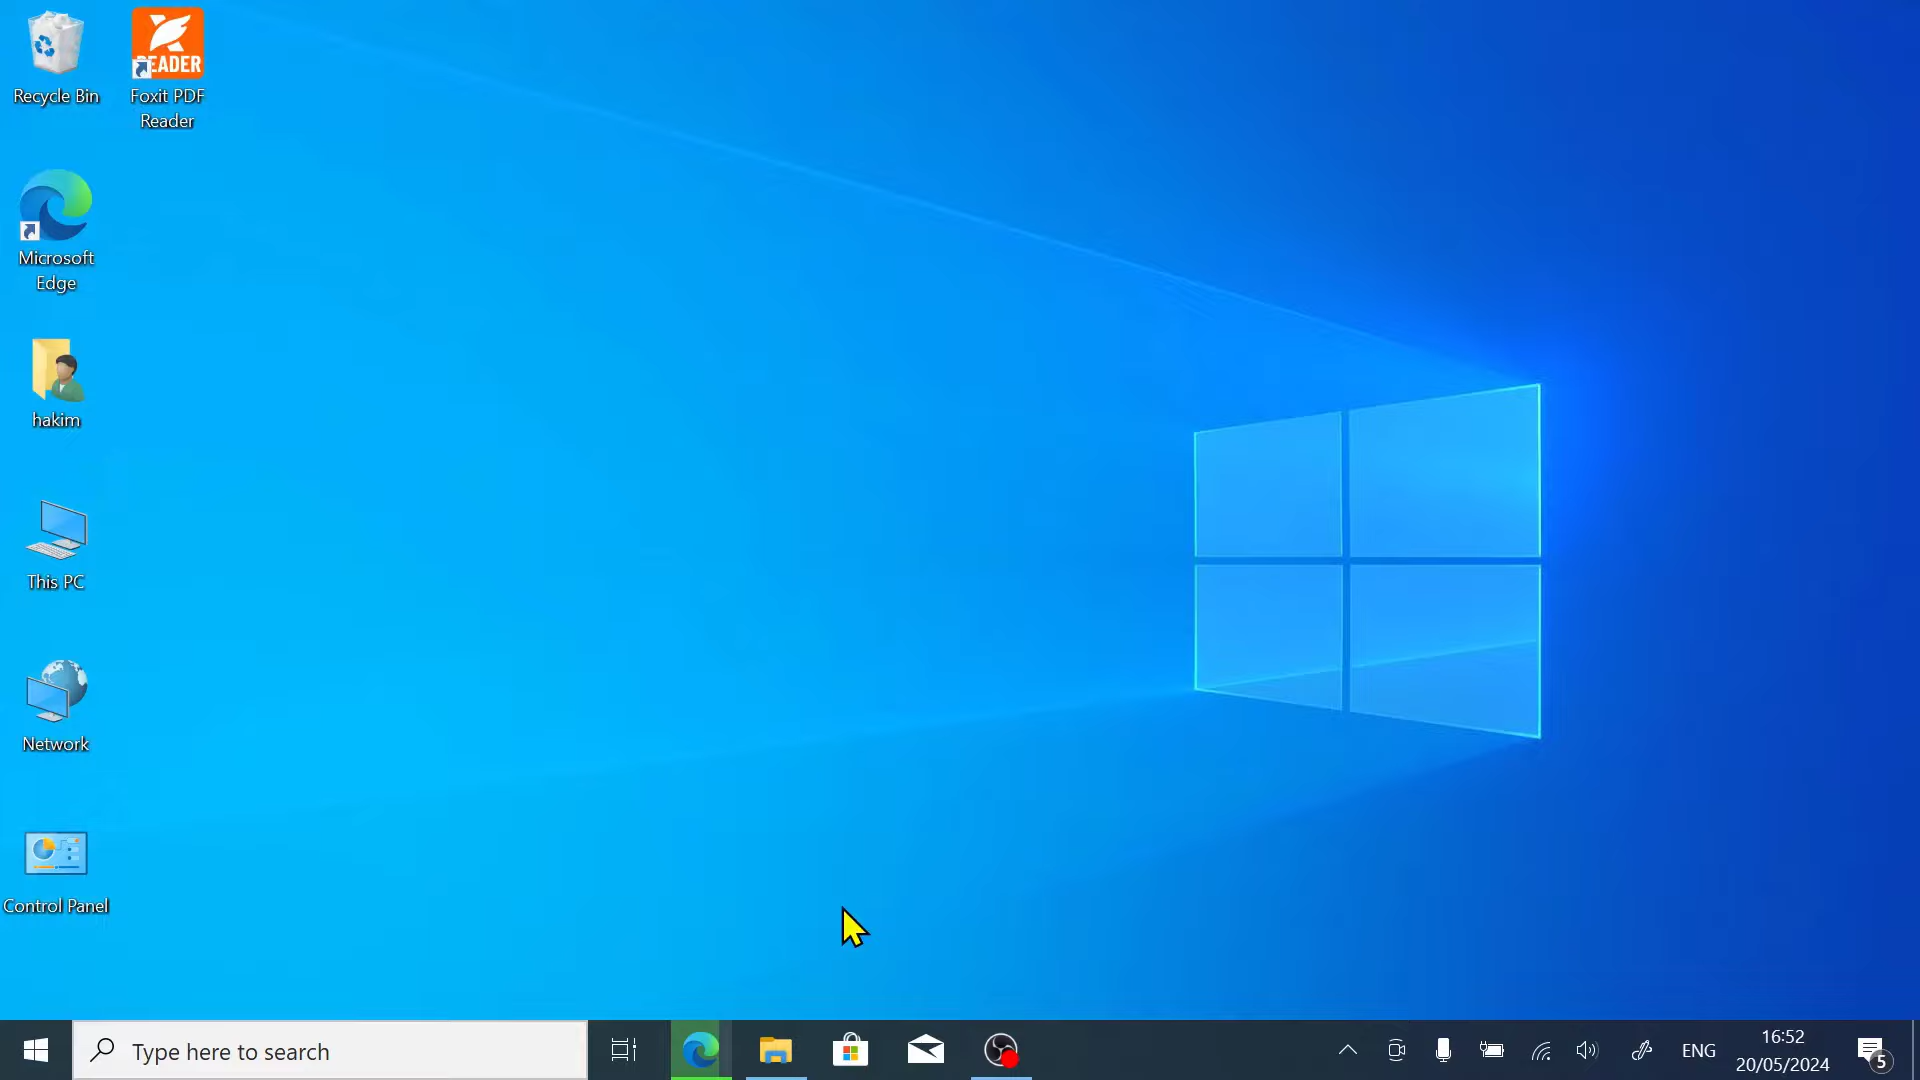 Recycle Bin
READER
Foxit PDF
Reader
Microsoft
Edge
hakim
This PC
Network
Control Panel
Type here to search
ENG
16:52
20/05/2024
5